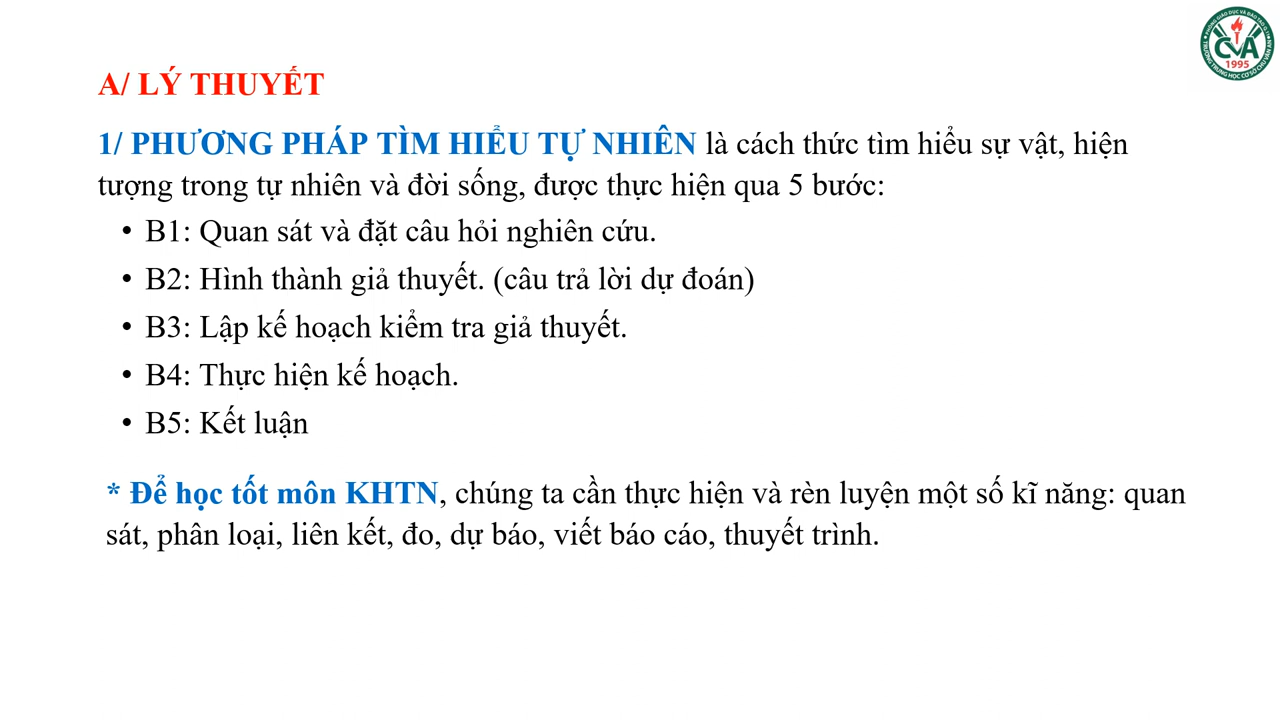 A/ LÝ THUYẾT
1/ PHƯƠNG PHÁP TÌM HIỂU TỰ NHIÊN là cách thức tìm hiểu sự vật, hiện
tượng trong tự nhiên và đời sống, được thực hiện qua 5 bước:
• B1: Quan sát và đặt câu hỏi nghiên cứu.
• B2: Hình thành giả thuyết. (câu trả lời dự đoán)
• B3: Lập kế hoạch kiểm tra giả thuyết.
• B4: Thực hiện kế hoạch.
• B5: Kết luận
* Để học tốt môn KHTN, chúng ta cần thực hiện và rèn luyện một số kĩ năng: quan
sát, phân loại, liên kết, đo, dự báo, viết báo cáo, thuyết trình.
CVA
1995